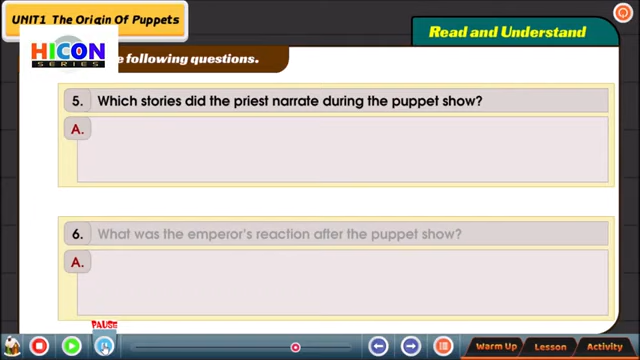 UNIT1 The Origin Of Puppets
Read and Understand
HICON
SERIES
e following questions.
5. Which stories did the priest narrate during the puppet show?
A.
6. What was the emperor's reaction after the puppet show?
A.
PAUSE
Warm Up Lesson Activity